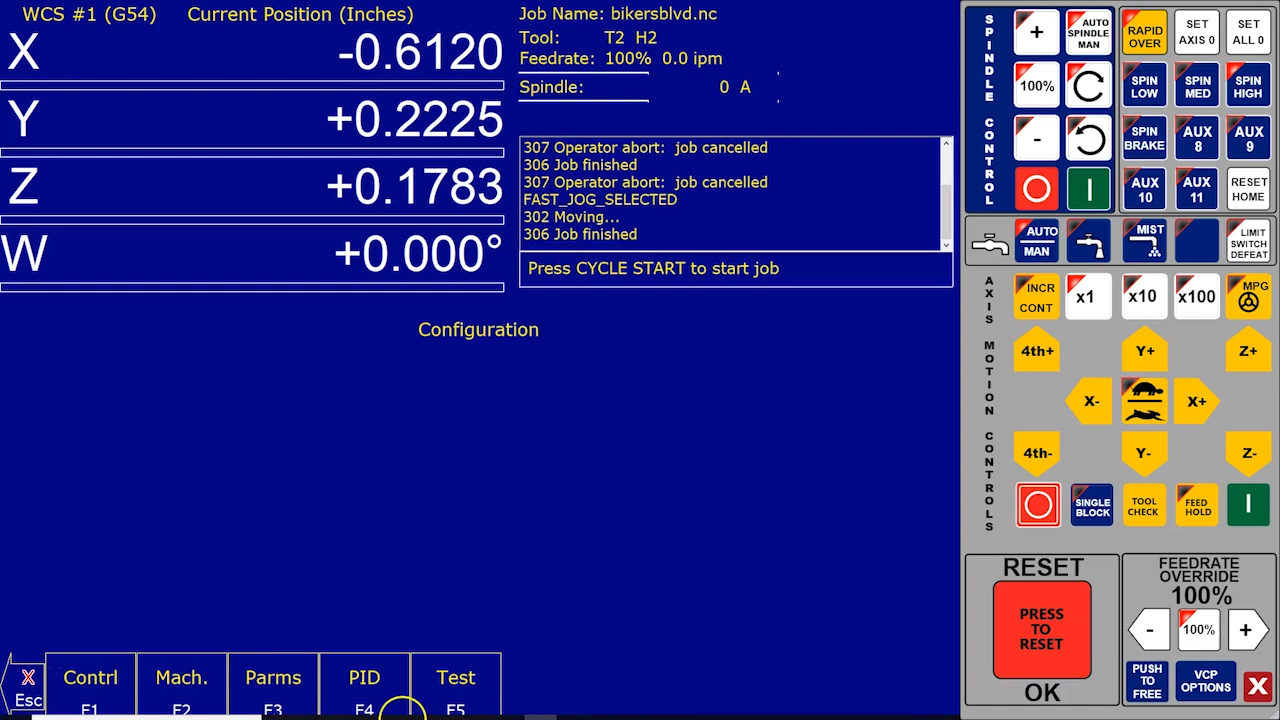 WCS #1 (G54) Current Position (Inches)
X -0.6120
Y +0.2225
Z +0.1783
W +0.000°
Job Name: bikersblvd.nc
Tool: T2 H2
Feedrate: 100% 0.0 ipm
Spindle: 0 A
307 Operator abort: job cancelled
306 Job finished
307 Operator abort: job cancelled
FAST_JOG_SELECTED
302 Moving...
306 Job finished
Press CYCLE START to start job
Configuration
X
Esc
Contrl
F1
Mach.
F2
Parms
F3
PID
F4
Test
F5
SPINDLE CONTROL
+
AUTO
SPINDLE
MAN
100%
-
RAPID
OVER
SET
AXIS 0
SET
ALL 0
SPIN
LOW
SPIN
MED
SPIN
HIGH
SPIN
BRAKE
AUX
8
AUX
9
AUX
10
AUX
11
RESET
HOME
AUTO
MAN
MIST
LIMIT
SWITCH
DEFEAT
AXIS MOTION CONTROLS
INCR
CONT
x1
x10
x100
MPG
4th+
Y+
Z+
X-
X+
4th-
Y-
Z-
SINGLE
BLOCK
TOOL
CHECK
FEED
HOLD
RESET
PRESS
TO
RESET
OK
FEEDRATE
OVERRIDE
100%
-
100%
+
PUSH
TO
FREE
VCP
OPTIONS
X